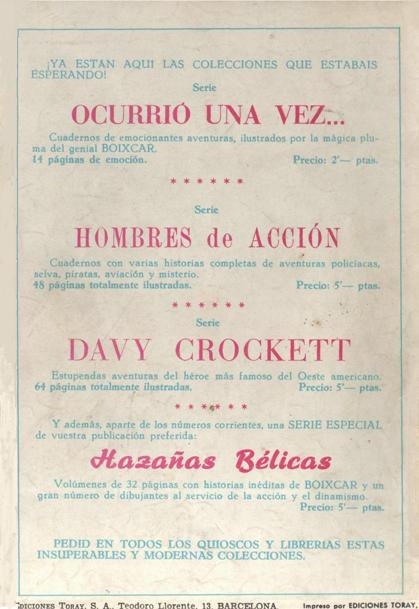 ¡YA ESTAN AQUI LAS COLECCIONES QUE ESTABAIS
ESPERANDO!
Serie
OCURRIÓ UNA VEZ...
Cuadernos de emocionantes aventuras, ilustrados por la mágica plu-
ma del genial BOIXCAR.
14 páginas de emoción. Precio: 2'— ptas.
* * * * * *
Serie
HOMBRES de ACCIÓN
Cuadernos con varias historias completas de aventuras policíacas,
selva, piratas, aviación y misterio.
48 páginas totalmente ilustradas. Precio: 5'— ptas.
* * * * * *
Serie
DAVY CROCKETT
Estupendas aventuras del héroe más famoso del Oeste americano.
64 páginas totalmente ilustradas. Precio: 5'— ptas.
* * * * * *
Y además, aparte de los números corrientes, una SERIE ESPECIAL
de vuestra publicación preferida:
Hazañas Bélicas
Volúmenes de 32 páginas con historias inéditas de BOIXCAR y un
gran número de dibujantes al servicio de la acción y el dinamismo.
Precio: 5'— ptas.
PEDID EN TODOS LOS QUIOSCOS Y LIBRERIAS ESTAS
INSUPERABLES Y MODERNAS COLECCIONES.
EDICIONES TORAY, S. A., Teodoro Llorente, 13, BARCELONA Impreso por EDICIONES TORAY,